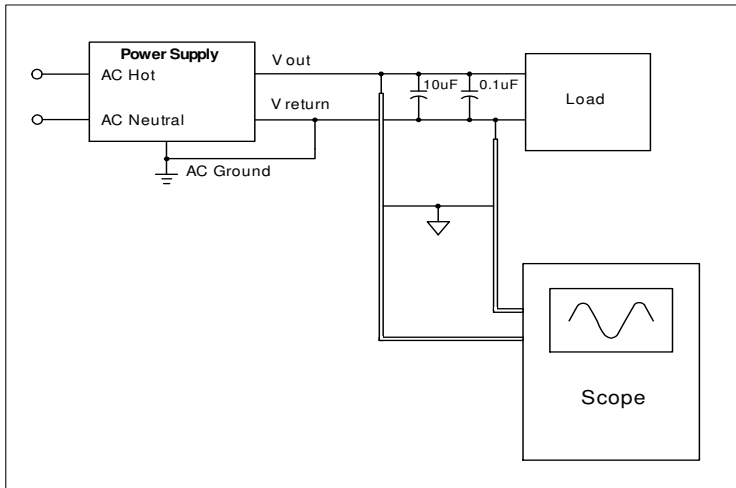 Power Supply
AC Hot
AC Neutral
V out
V return
AC Ground
10uF
0.1uF
Load
Scope